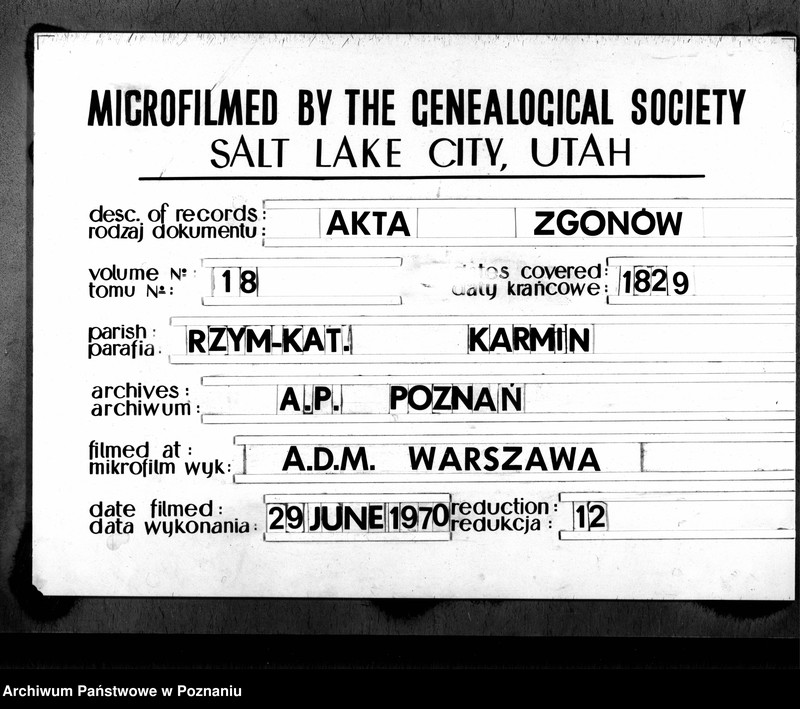 MICROFILMED BY THE GENEALOGICAL SOCIETY
SALT LAKE CITY, UTAH
desc. of records: AKTA ZGONÓW
rodzaj dokumentu:
volume №: 18 covered: 1829
tomu №: daty krańcowe:
parish: RZYM-KAT. KARMIN
parafia.
archives: A.P. POZNAŃ
archiwum:
filmed at: A.D.M. WARSZAWA
mikrofilm wyk:
date filmed: 29 JUNE 1970 reduction: 12
data wykonania: redukcja:
Archiwum Państwowe w Poznaniu